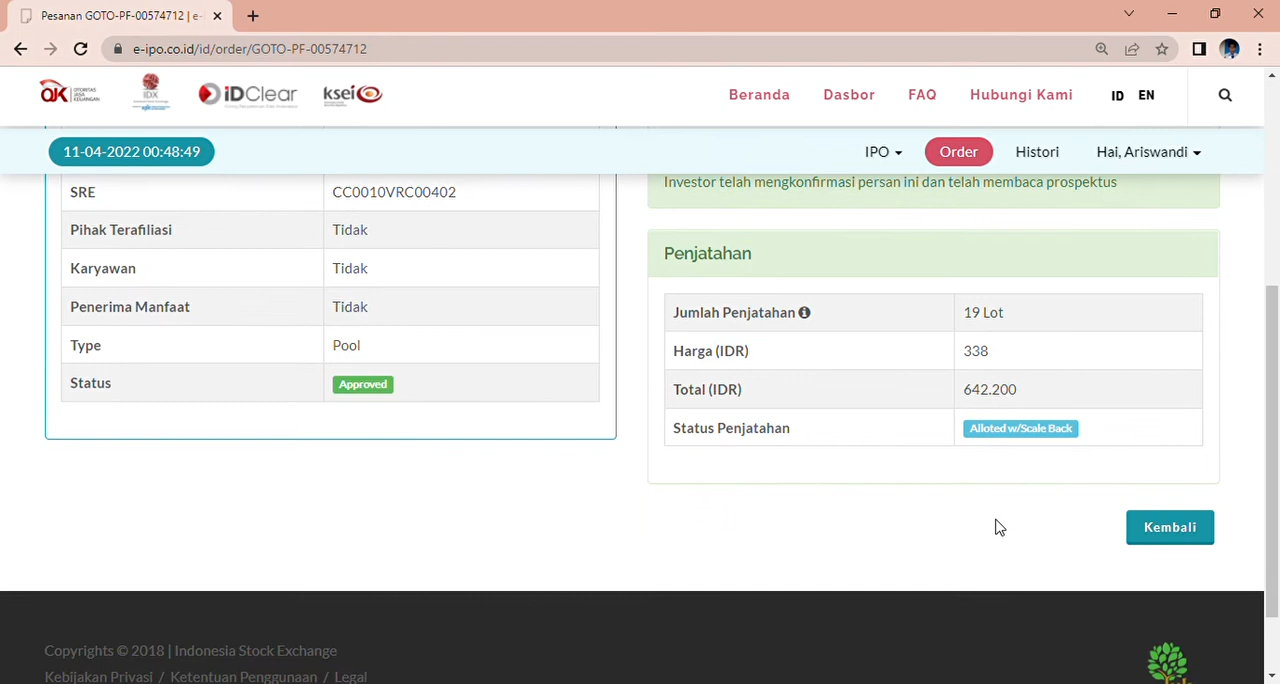 Pesanan GOTO-PF-00574712 | e-
e-ipo.co.id/id/order/GOTO-PF-00574712
OTORITAS JASA KEUANGAN
IDX
iDClear
ksei
Beranda Dasbor FAQ Hubungi Kami ID EN
11-04-2022 00:48:49 IPO Order Histori Hai, Ariswandi
SRE CC0010VRC00402
Pihak Terafiliasi Tidak
Karyawan Tidak
Penerima Manfaat Tidak
Type Pool
Status Approved
Investor telah mengkonfirmasi persan ini dan telah membaca prospektus
Penjatahan
Jumlah Penjatahan 19 Lot
Harga (IDR) 338
Total (IDR) 642.200
Status Penjatahan Alloted w/Scale Back
Kembali
Copyrights © 2018 | Indonesia Stock Exchange
Kebijakan Privasi / Ketentuan Penggunaan / Legal